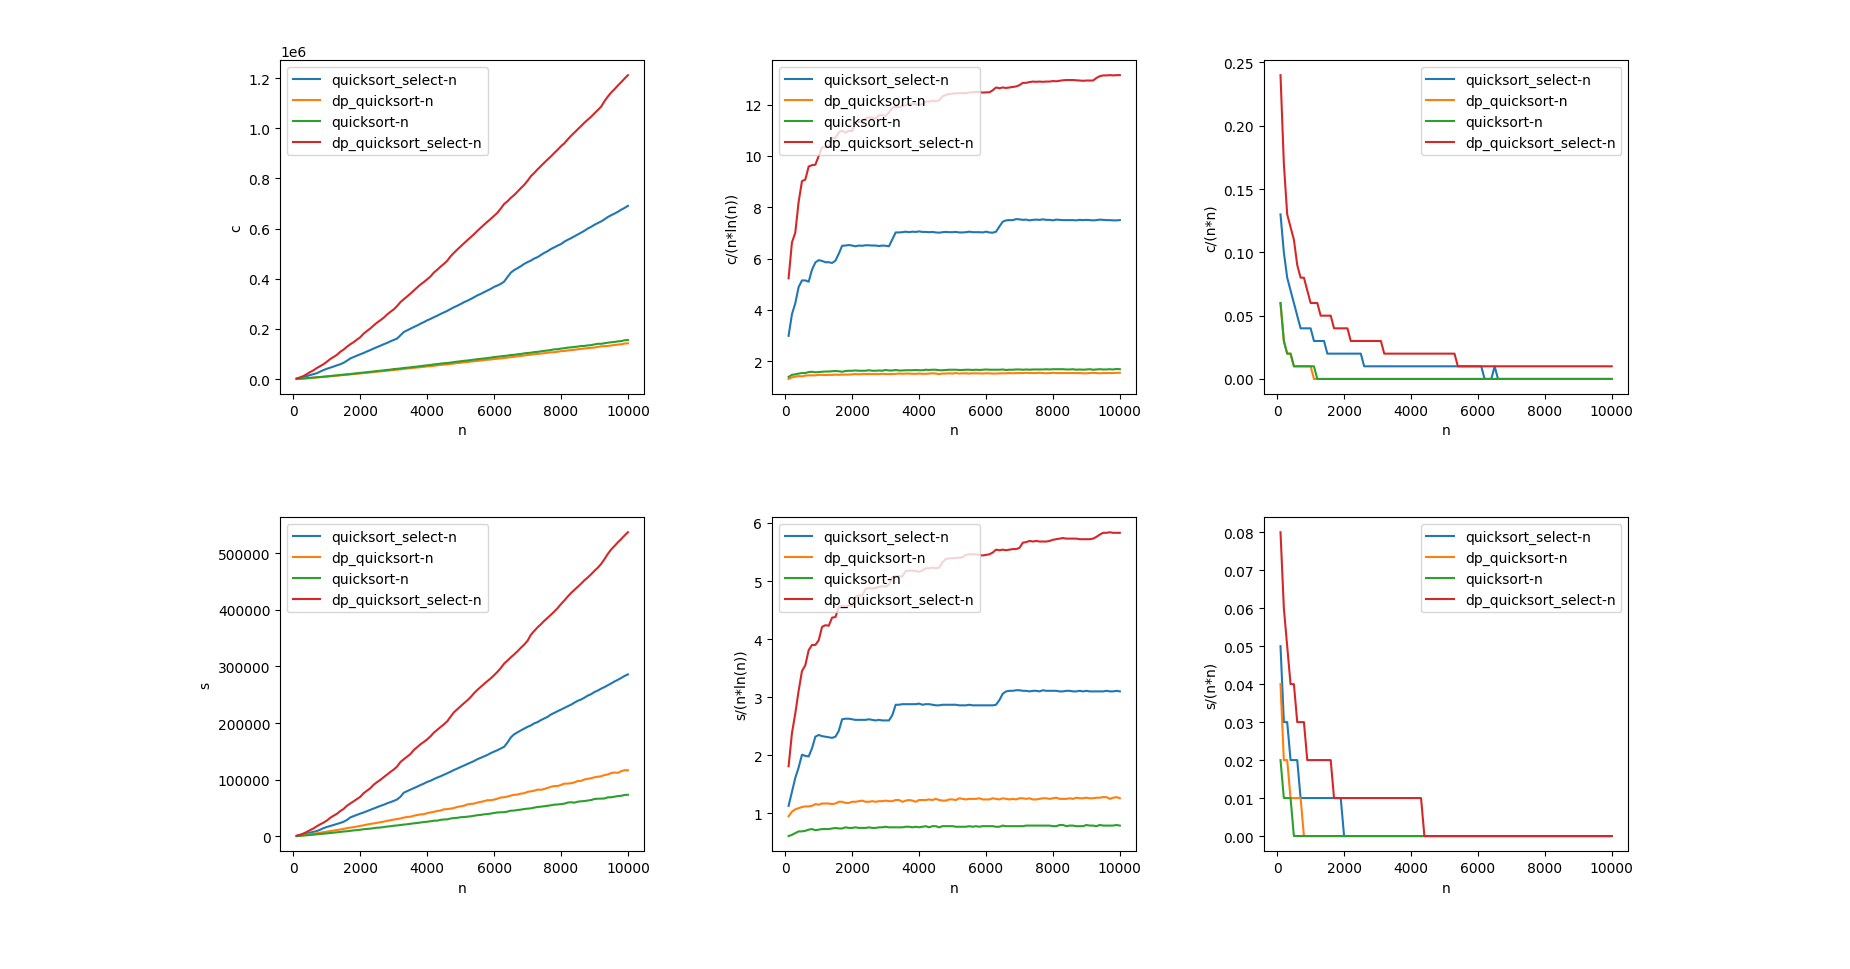 1e6
quicksort_select-n
dp_quicksort-n
quicksort-n
dp_quicksort_select-n
1.2
1.0
0.8
0.6
0.4
0.2
0.0
c
0 2000 4000 6000 8000 10000
n
quicksort_select-n
dp_quicksort-n
quicksort-n
dp_quicksort_select-n
12
10
8
6
4
2
c/(n*ln(n))
0 2000 4000 6000 8000 10000
n
quicksort_select-n
dp_quicksort-n
quicksort-n
dp_quicksort_select-n
0.25
0.20
0.15
0.10
0.05
0.00
c/(n*n)
0 2000 4000 6000 8000 10000
n
quicksort_select-n
dp_quicksort-n
quicksort-n
dp_quicksort_select-n
500000
400000
300000
200000
100000
0
s
0 2000 4000 6000 8000 10000
n
quicksort_select-n
dp_quicksort-n
quicksort-n
dp_quicksort_select-n
6
5
4
3
2
1
s/(n*ln(n))
0 2000 4000 6000 8000 10000
n
quicksort_select-n
dp_quicksort-n
quicksort-n
dp_quicksort_select-n
0.08
0.07
0.06
0.05
0.04
0.03
0.02
0.01
0.00
s/(n*n)
0 2000 4000 6000 8000 10000
n